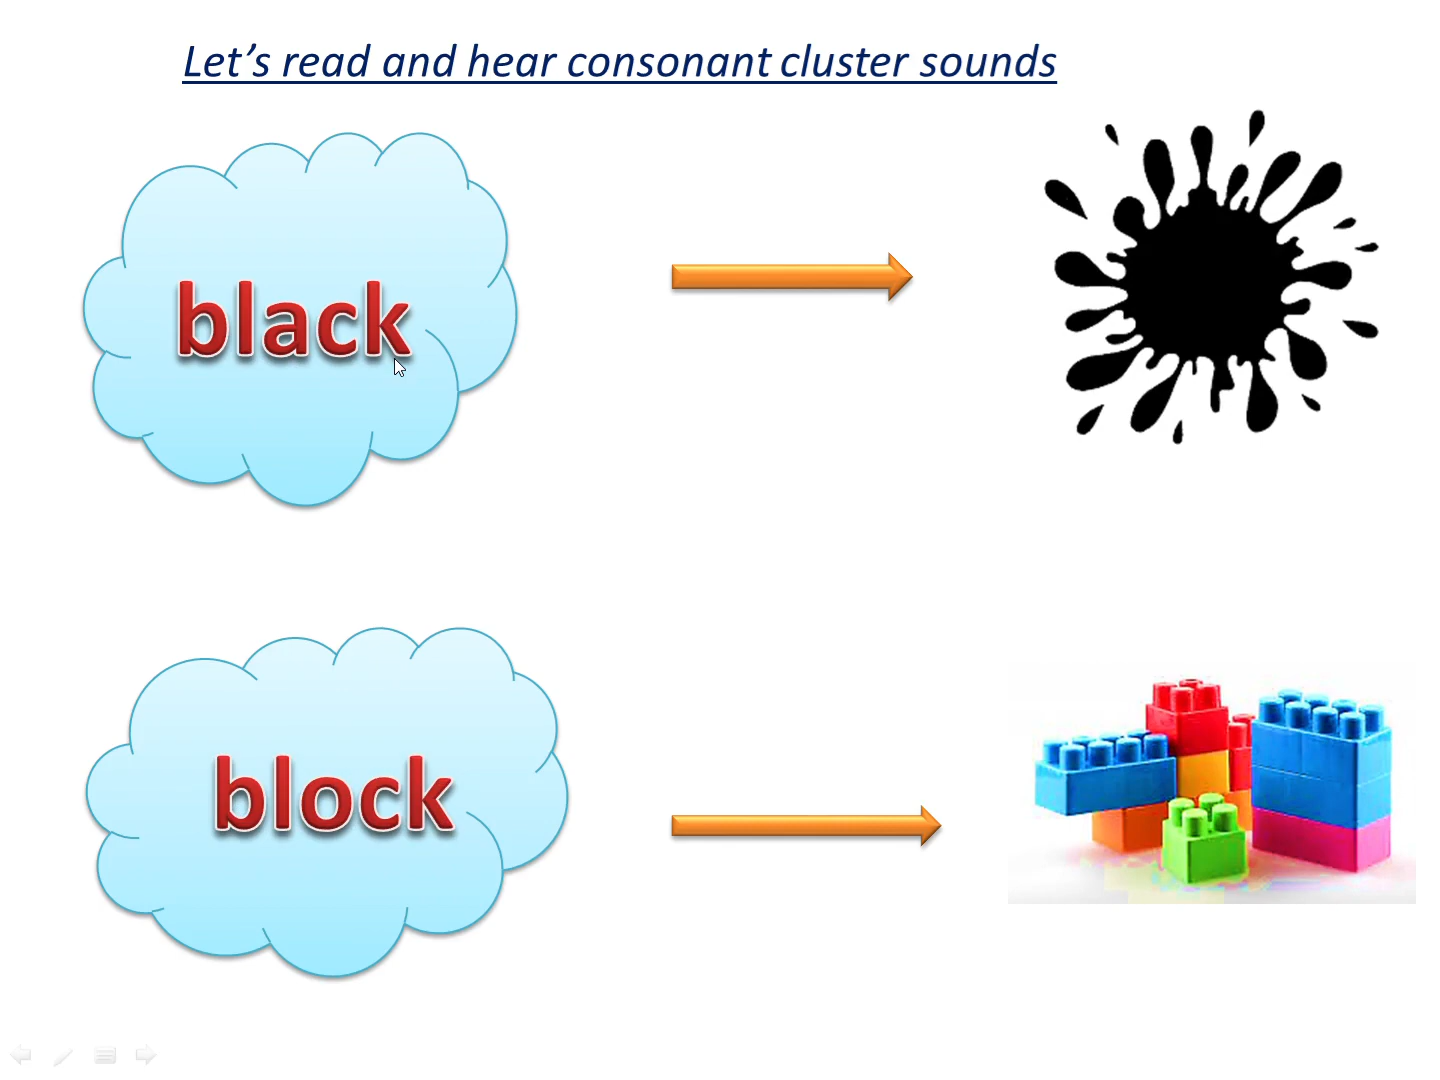 Let’s read and hear consonant cluster sounds
black
block